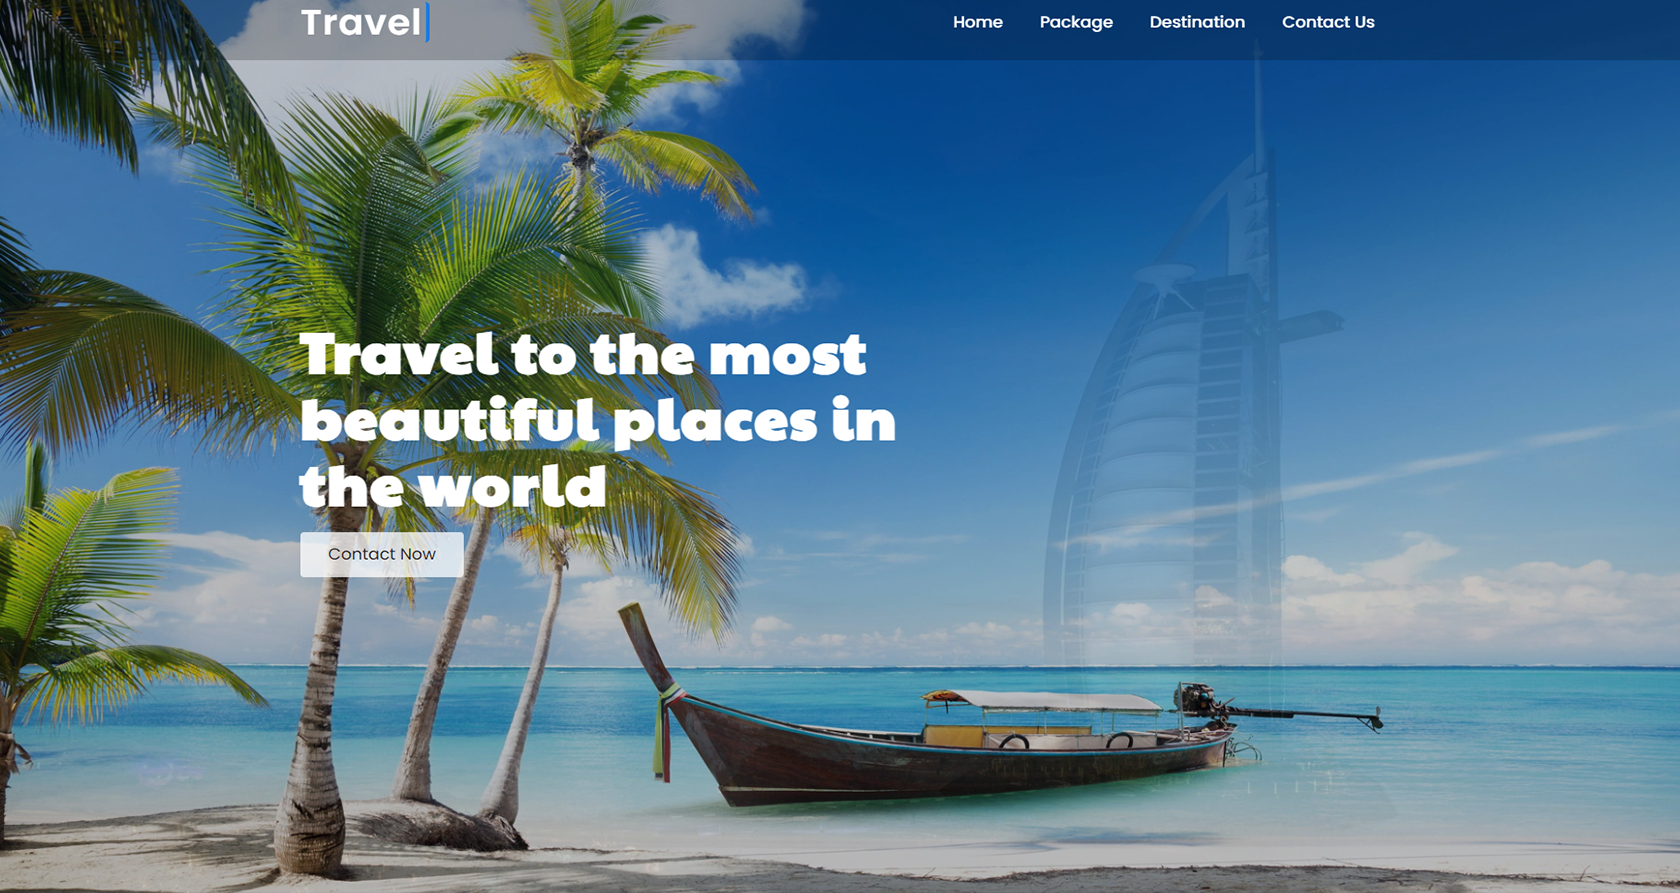 Travel
Home Package Destination Contact Us
Travel to the most
beautiful places in
the world
Contact Now